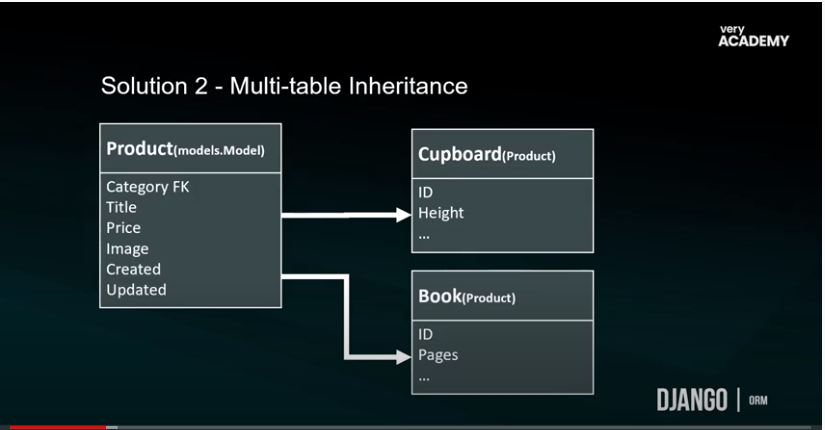 very
ACADEMY
Solution 2 - Multi-table Inheritance
Product(models.Model)
Category FK
Title
Price
Image
Created
Updated
Cupboard(Product)
ID
Height
...
Book(Product)
ID
Pages
...
DJANGO | ORM